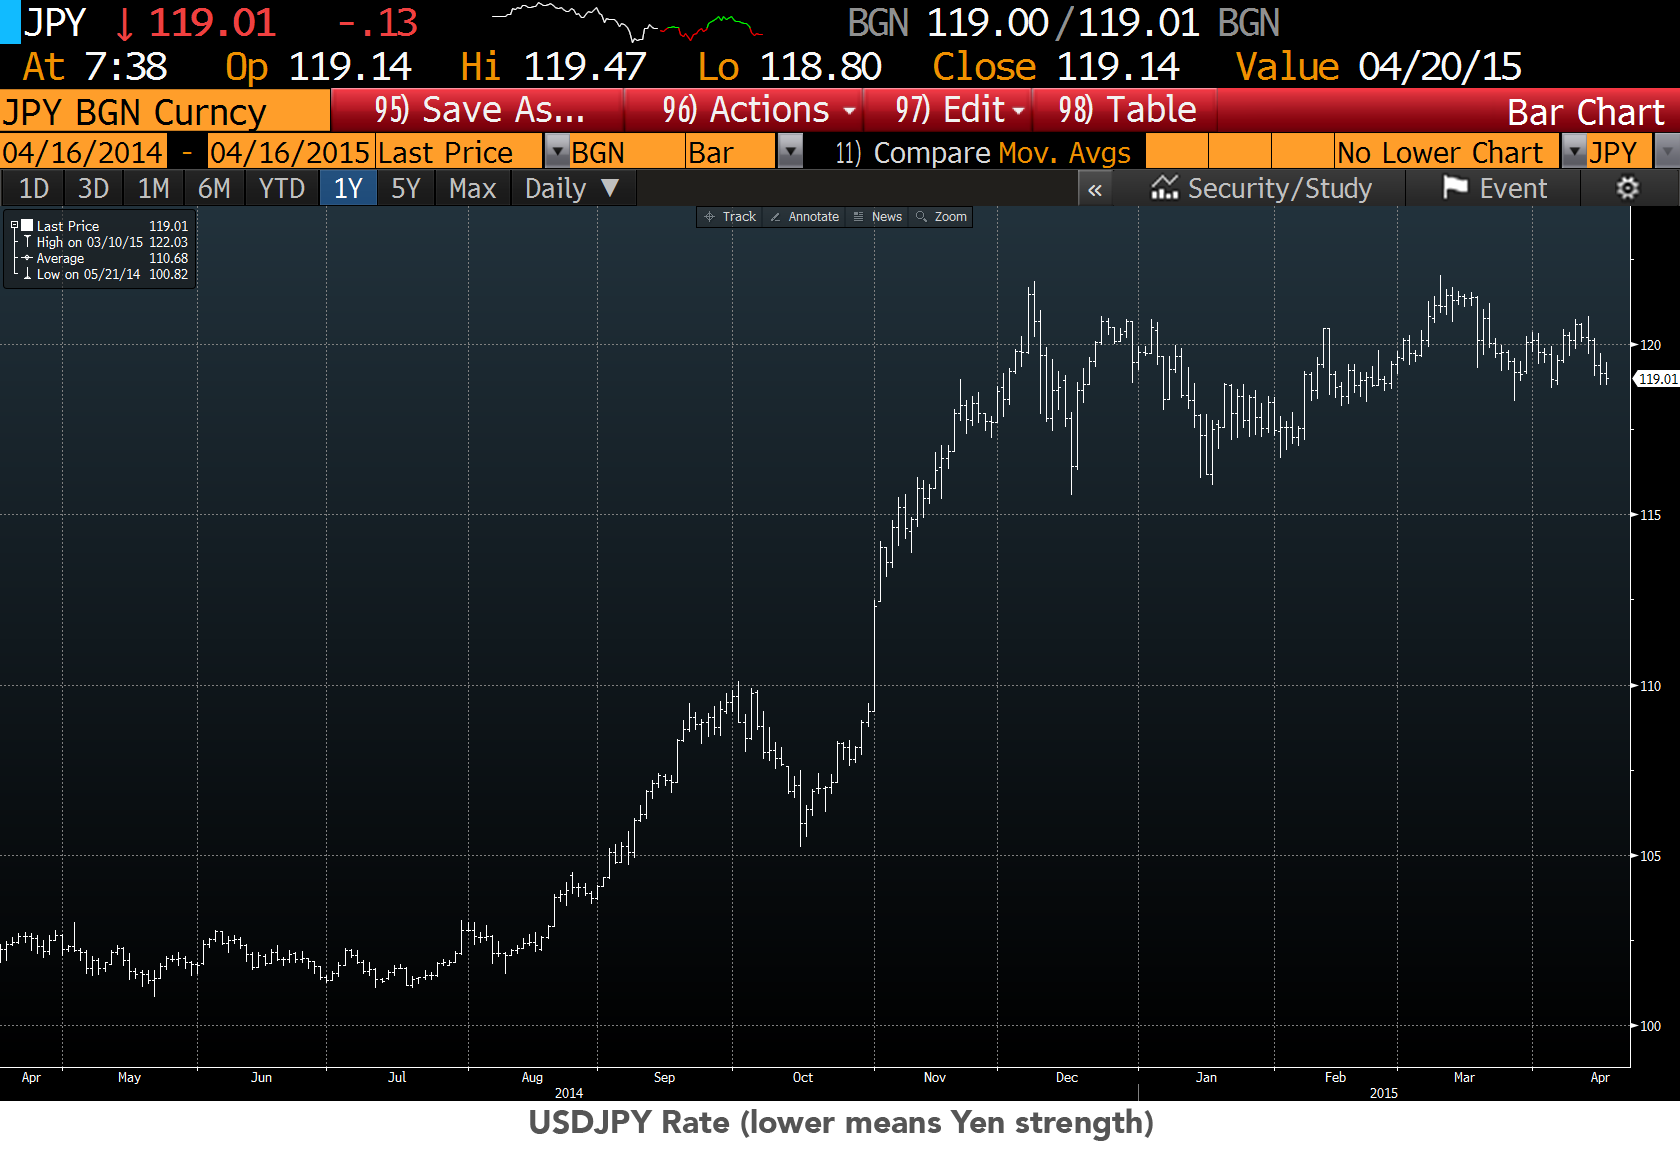 JPY ↓ 119.01 -.13 BGN 119.00/119.01 BGN
At 7:38 Op 119.14 Hi 119.47 Lo 118.80 Close 119.14 Value 04/20/15
JPY BGN Curncy 95) Save As... 96) Actions 97) Edit 98) Table Bar Chart
04/16/2014 - 04/16/2015 Last Price BGN Bar 11) Compare Mov. Avgs No Lower Chart JPY
1D 3D 1M 6M YTD 1Y 5Y Max Daily ▼ « Security/Study Event
Track Annotate News Zoom
Last Price 119.01
High on 03/10/15 122.03
Average 110.68
Low on 05/21/14 100.82
120
119.01
115
110
105
100
Apr May Jun Jul Aug Sep Oct Nov Dec Jan Feb Mar Apr
2014 2015
USDJPY Rate (lower means Yen strength)